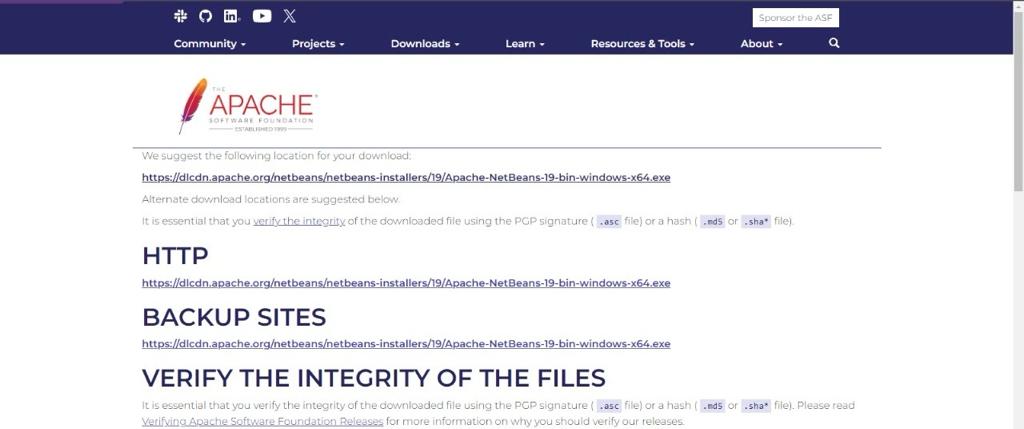 Sponsor the ASF
Community Projects Downloads Learn Resources & Tools About
THE
APACHE®
SOFTWARE FOUNDATION
ESTABLISHED 1999
We suggest the following location for your download:
https://dlcdn.apache.org/netbeans/netbeans-installers/19/Apache-NetBeans-19-bin-windows-x64.exe
Alternate download locations are suggested below.
It is essential that you verify the integrity of the downloaded file using the PGP signature ( .asc file) or a hash ( .md5 or .sha* file).
HTTP
https://dlcdn.apache.org/netbeans/netbeans-installers/19/Apache-NetBeans-19-bin-windows-x64.exe
BACKUP SITES
https://dlcdn.apache.org/netbeans/netbeans-installers/19/Apache-NetBeans-19-bin-windows-x64.exe
VERIFY THE INTEGRITY OF THE FILES
It is essential that you verify the integrity of the downloaded file using the PGP signature ( .asc file) or a hash ( .md5 or .sha* file). Please read
Verifying Apache Software Foundation Releases for more information on why you should verify our releases.